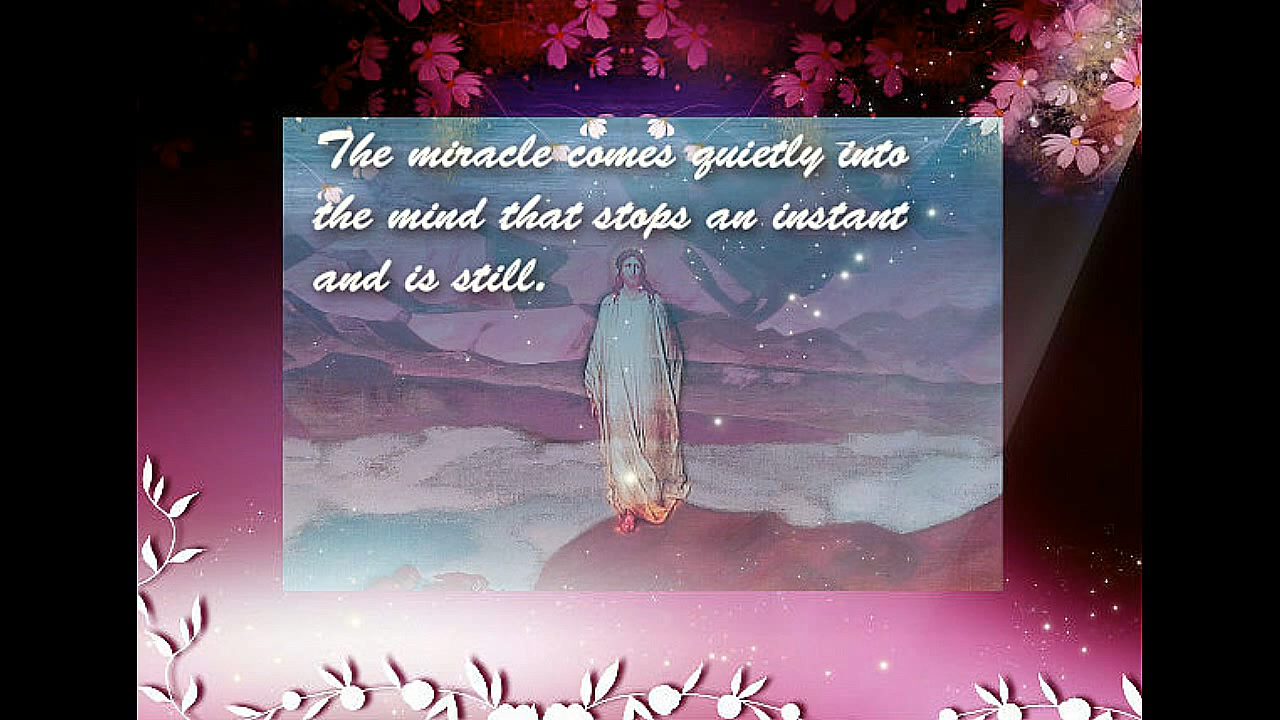 The miracle comes quietly into
the mind that stops an instant
and is still.